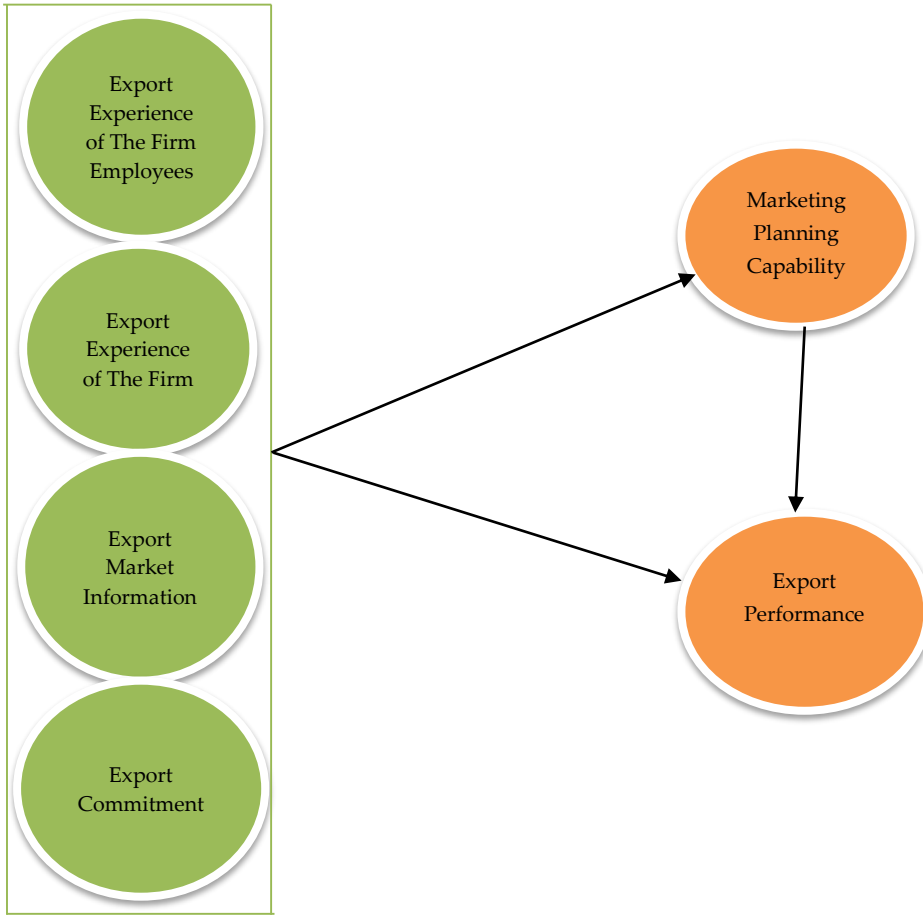 Export
Experience
of The Firm
Employees
Export
Experience
of The Firm
Export
Market
Information
Export
Commitment
Marketing
Planning
Capability
Export
Performance